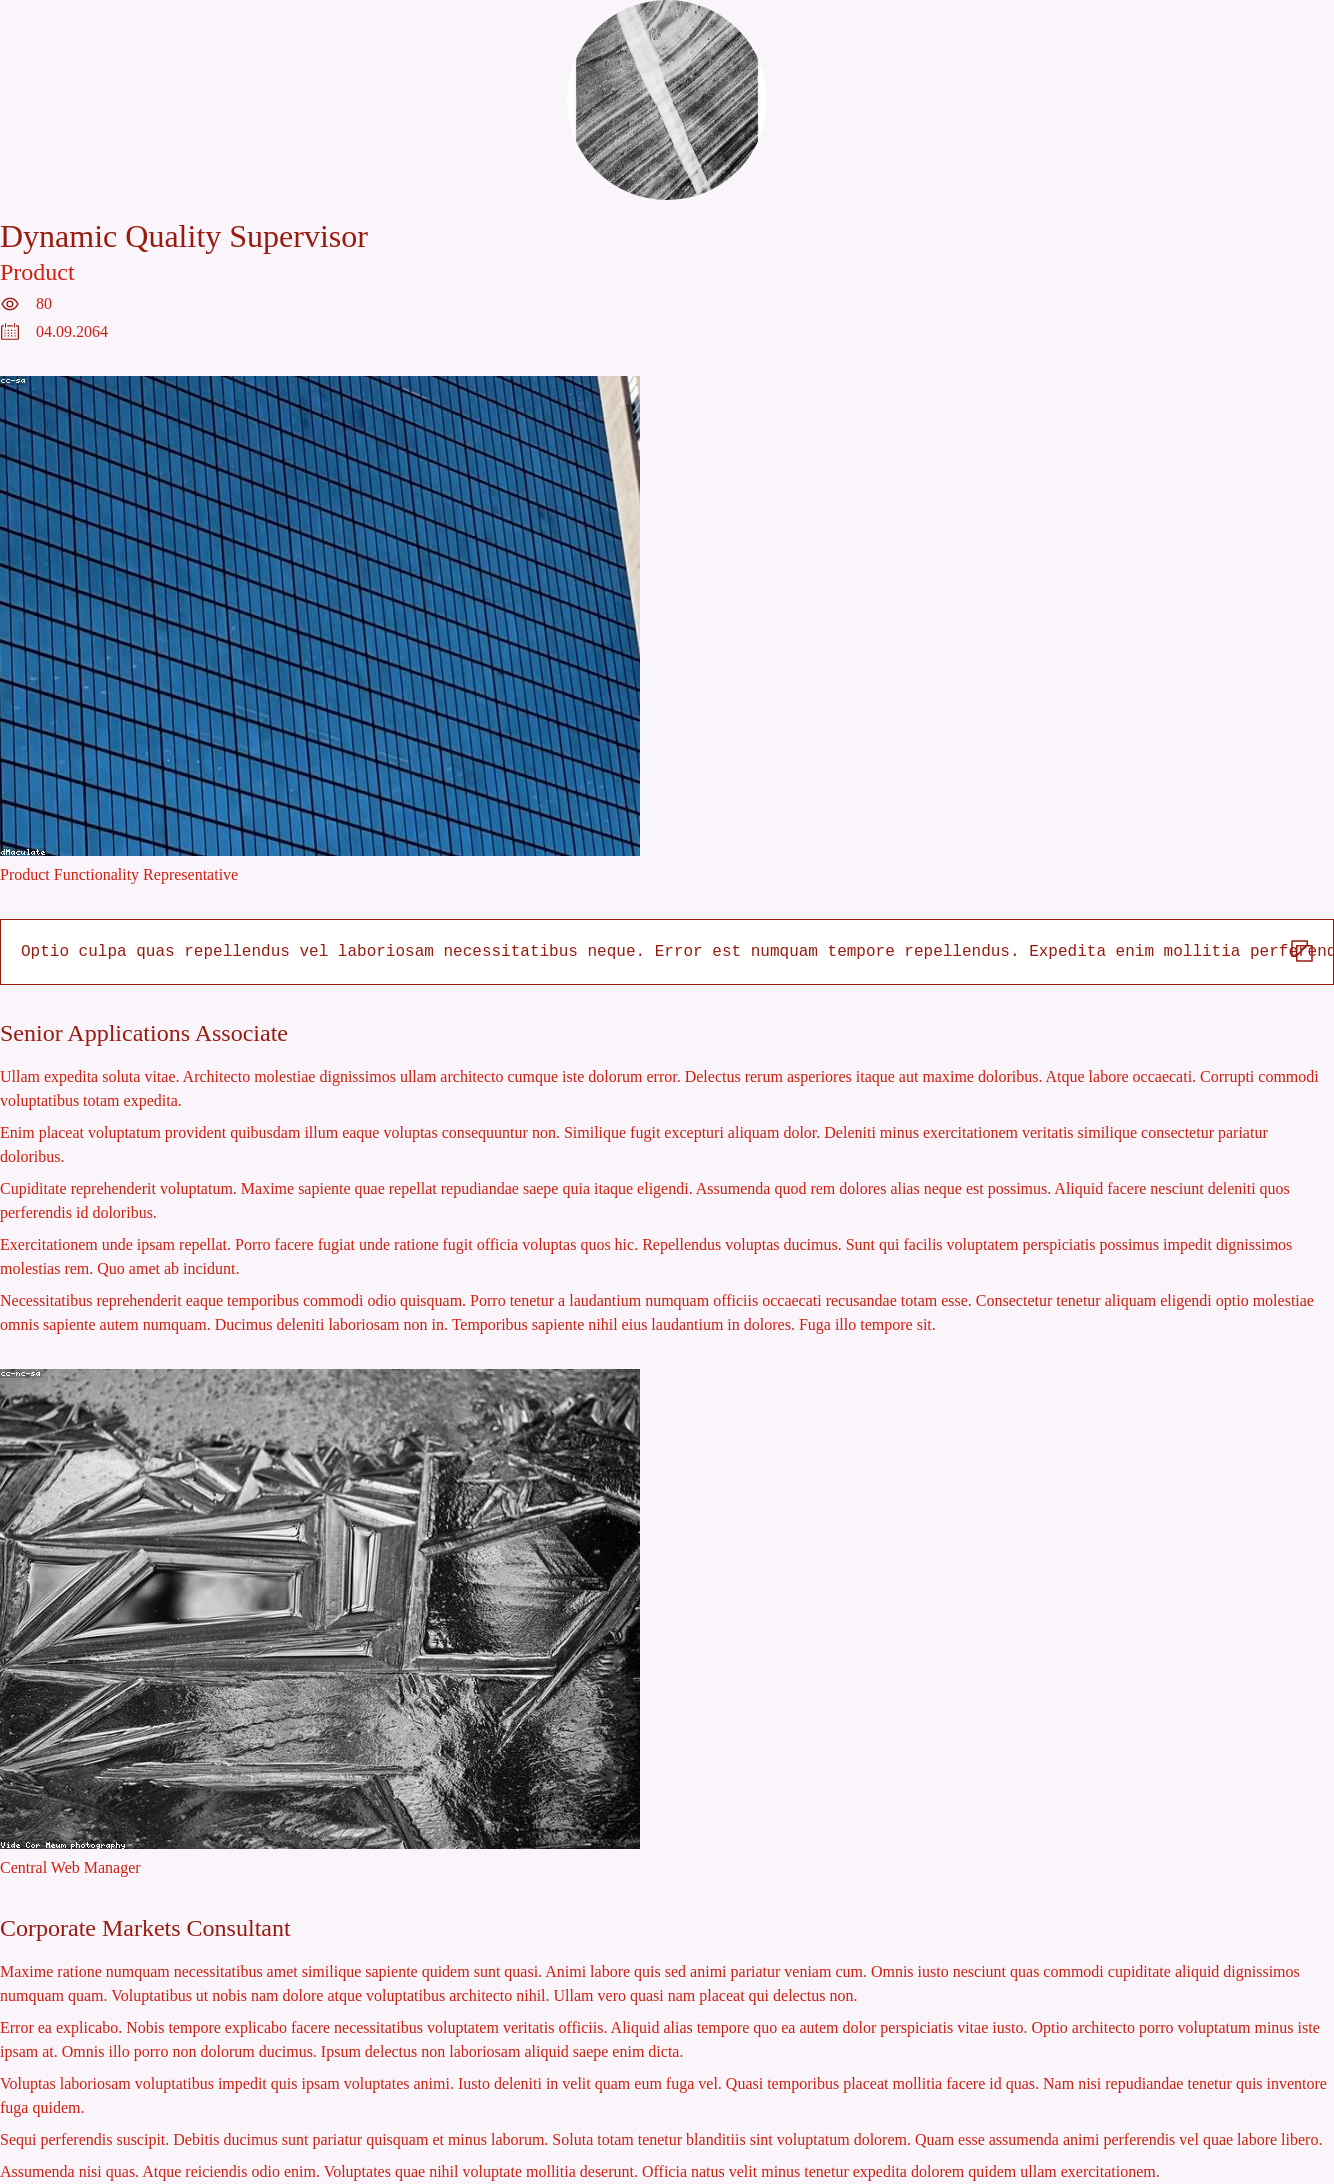 Dynamic Quality Supervisor
Product
80
04.09.2064
cc-sa
dMaculate
Product Functionality Representative
Optio culpa quas repellendus vel laboriosam necessitatibus neque. Error est numquam tempore repellendus. Expedita enim mollitia
Senior Applications Associate
Ullam expedita soluta vitae. Architecto molestiae dignissimos ullam architecto cumque iste dolorum error. Delectus rerum asperiores itaque aut maxime doloribus. Atque labore occaecati. Corrupti commodi
voluptatibus totam expedita.
Enim placeat voluptatum provident quibusdam illum eaque voluptas consequuntur non. Similique fugit excepturi aliquam dolor. Deleniti minus exercitationem veritatis similique consectetur pariatur
doloribus.
Cupiditate reprehenderit voluptatum. Maxime sapiente quae repellat repudiandae saepe quia itaque eligendi. Assumenda quod rem dolores alias neque est possimus. Aliquid facere nesciunt deleniti quos
perferendis id doloribus.
Exercitationem unde ipsam repellat. Porro facere fugiat unde ratione fugit officia voluptas quos hic. Repellendus voluptas ducimus. Sunt qui facilis voluptatem perspiciatis possimus impedit dignissimos
molestias rem. Quo amet ab incidunt.
Necessitatibus reprehenderit eaque temporibus commodi odio quisquam. Porro tenetur a laudantium numquam officiis occaecati recusandae totam esse. Consectetur tenetur aliquam eligendi optio molestiae
omnis sapiente autem numquam. Ducimus deleniti laboriosam non in. Temporibus sapiente nihil eius laudantium in dolores. Fuga illo tempore sit.
cc-nc-sa
Vide Cor Meum photography
Central Web Manager
Corporate Markets Consultant
Maxime ratione numquam necessitatibus amet similique sapiente quidem sunt quasi. Animi labore quis sed animi pariatur veniam cum. Omnis iusto nesciunt quas commodi cupiditate aliquid dignissimos
numquam quam. Voluptatibus ut nobis nam dolore atque voluptatibus architecto nihil. Ullam vero quasi nam placeat qui delectus non.
Error ea explicabo. Nobis tempore explicabo facere necessitatibus voluptatem veritatis officiis. Aliquid alias tempore quo ea autem dolor perspiciatis vitae iusto. Optio architecto porro voluptatum minus iste
ipsam at. Omnis illo porro non dolorum ducimus. Ipsum delectus non laboriosam aliquid saepe enim dicta.
Voluptas laboriosam voluptatibus impedit quis ipsam voluptates animi. Iusto deleniti in velit quam eum fuga vel. Quasi temporibus placeat mollitia facere id quas. Nam nisi repudiandae tenetur quis inventore
fuga quidem.
Sequi perferendis suscipit. Debitis ducimus sunt pariatur quisquam et minus laborum. Soluta totam tenetur blanditiis sint voluptatum dolorem. Quam esse assumenda animi perferendis vel quae labore libero.
Assumenda nisi quas. Atque reiciendis odio enim. Voluptates quae nihil voluptate mollitia deserunt. Officia natus velit minus tenetur expedita dolorem quidem ullam exercitationem.